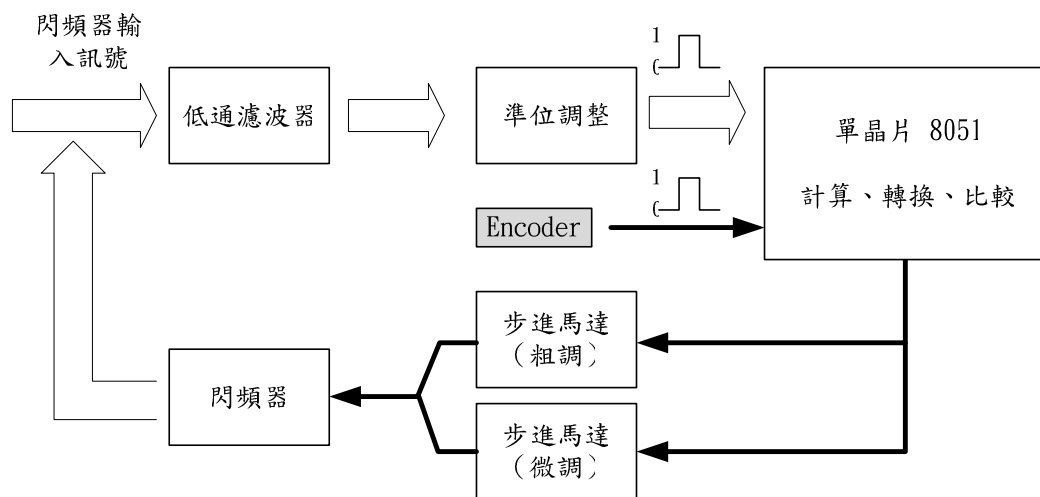 閃頻器輸
入訊號
低通濾波器
準位調整
1
0
單晶片 8051
計算、轉換、比較
1
0
Encoder
步進馬達
（粗調）
閃頻器
步進馬達
（微調）